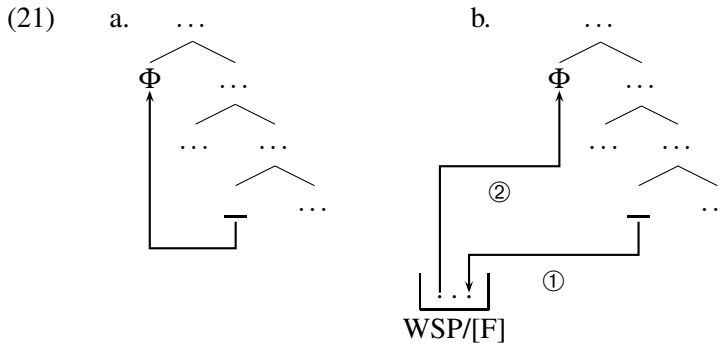 (21) a. . . . b. . . .
Φ . . . Φ . . .
. . . . . . . . . . . .
. . . ② . .
①
. . .
WSP/[F]